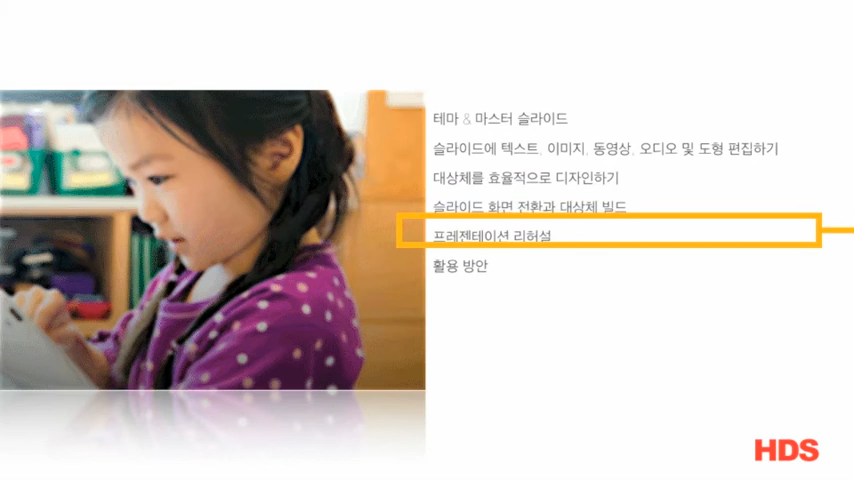 테마 & 마스터 슬라이드
슬라이드에 텍스트, 이미지, 동영상, 오디오 및 도형 편집하기
대상체를 효율적으로 디자인하기
슬라이드 화면 전환과 대상체 빌드
프레젠테이션 리허설
활용 방안
HDS